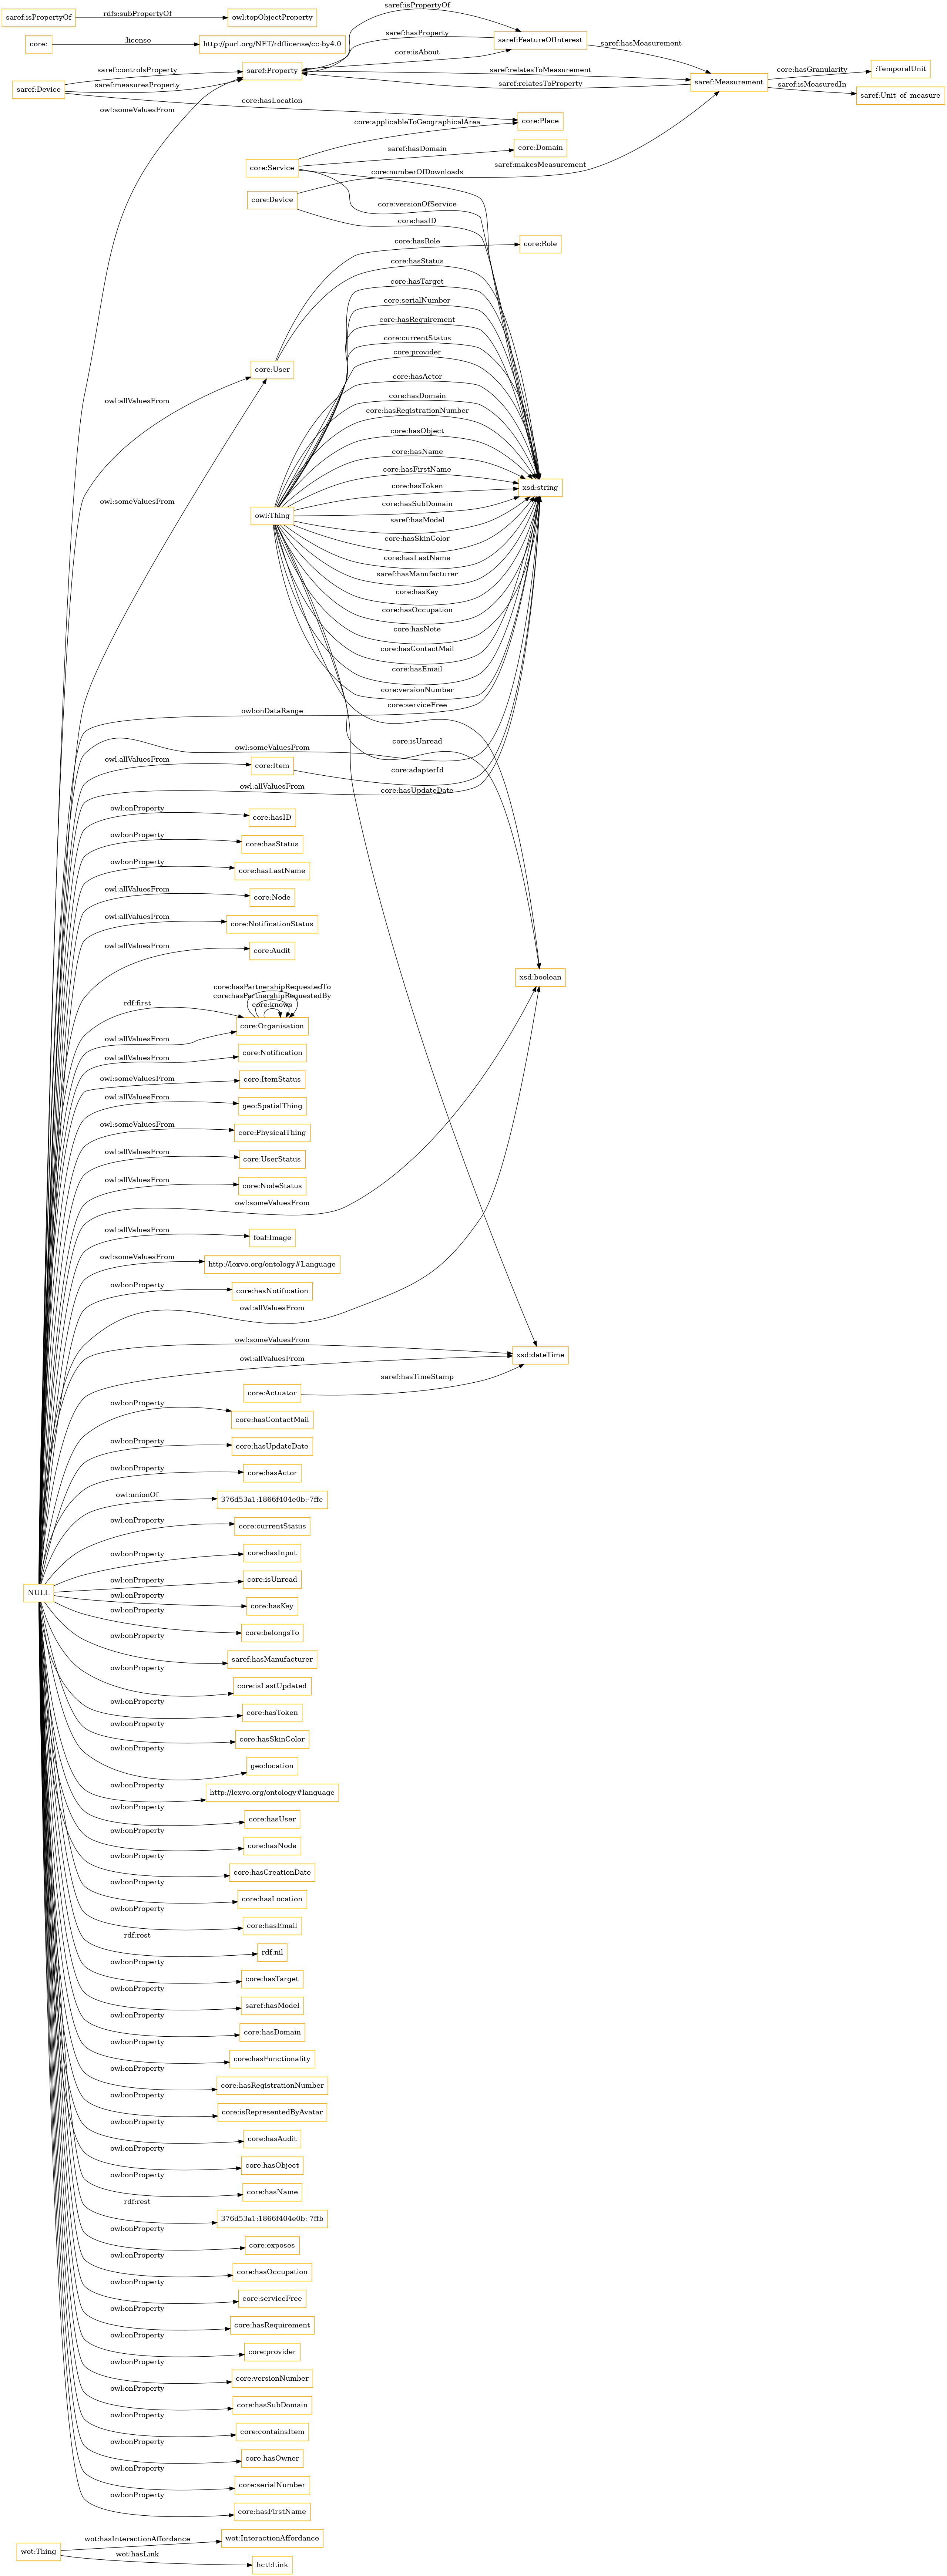 saref:isPropertyOf
rdfs:subPropertyOf
owl:topObjectProperty
core:
:license
http://purl.org/NET/rdflicense/cc-by4.0
saref:isPropertyOf
saref:hasProperty
core:isAbout
saref:FeatureOfInterest
saref:hasMeasurement
saref:Device
saref:controlsProperty
saref:measuresProperty
saref:Property
saref:relatesToMeasurement
saref:relatesToProperty
saref:Measurement
core:hasGranularity
:TemporalUnit
saref:isMeasuredIn
saref:Unit_of_measure
core:hasLocation
owl:someValuesFrom
core:applicableToGeographicalArea
core:Place
core:Service
saref:hasDomain
core:Domain
saref:makesMeasurement
core:numberOfDownloads
core:Device
core:versionOfService
core:hasID
core:hasRole
core:Role
core:hasStatus
core:hasTarget
core:serialNumber
core:hasRequirement
core:currentStatus
core:provider
core:User
core:hasActor
owl:allValuesFrom
core:hasDomain
core:hasRegistrationNumber
core:hasObject
core:hasName
core:hasFirstName
core:hasToken
xsd:string
owl:someValuesFrom
core:hasSubDomain
owl:Thing
saref:hasModel
core:hasSkinColor
core:hasLastName
saref:hasManufacturer
core:hasKey
core:hasOccupation
core:hasNote
core:hasContactMail
core:hasEmail
core:versionNumber
core:serviceFree
owl:onDataRange
core:isUnread
owl:someValuesFrom
owl:allValuesFrom
core:Item
core:adapterId
owl:allValuesFrom
core:hasUpdateDate
owl:onProperty
core:hasID
owl:onProperty
core:hasStatus
owl:onProperty
core:hasLastName
owl:allValuesFrom
core:Node
owl:allValuesFrom
core:NotificationStatus
owl:allValuesFrom
core:Audit
xsd:boolean
core:hasPartnershipRequestedTo
core:hasPartnershipRequestedBy
core:knows
rdf:first
core:Organisation
owl:allValuesFrom
core:Notification
owl:allValuesFrom
owl:someValuesFrom
core:ItemStatus
owl:allValuesFrom
geo:SpatialThing
owl:someValuesFrom
core:PhysicalThing
owl:allValuesFrom
core:UserStatus
owl:allValuesFrom
core:NodeStatus
owl:someValuesFrom
owl:allValuesFrom
foaf:Image
owl:someValuesFrom
http://lexvo.org/ontology#Language
owl:onProperty
core:hasNotification
owl:allValuesFrom
owl:someValuesFrom
xsd:dateTime
owl:allValuesFrom
core:Actuator
saref:hasTimeStamp
owl:onProperty
core:hasContactMail
owl:onProperty
core:hasUpdateDate
owl:onProperty
core:hasActor
owl:unionOf
376d53a1:1866f404e0b:-7ffc
owl:onProperty
core:currentStatus
owl:onProperty
core:hasInput
NULL
owl:onProperty
core:isUnread
owl:onProperty
core:hasKey
owl:onProperty
core:belongsTo
owl:onProperty
saref:hasManufacturer
owl:onProperty
core:isLastUpdated
owl:onProperty
core:hasToken
owl:onProperty
core:hasSkinColor
owl:onProperty
geo:location
owl:onProperty
http://lexvo.org/ontology#language
owl:onProperty
core:hasUser
owl:onProperty
core:hasNode
owl:onProperty
core:hasCreationDate
owl:onProperty
core:hasLocation
owl:onProperty
core:hasEmail
rdf:rest
rdf:nil
owl:onProperty
core:hasTarget
owl:onProperty
saref:hasModel
owl:onProperty
core:hasDomain
owl:onProperty
core:hasFunctionality
owl:onProperty
core:hasRegistrationNumber
owl:onProperty
core:isRepresentedByAvatar
owl:onProperty
core:hasAudit
owl:onProperty
core:hasObject
owl:onProperty
core:hasName
rdf:rest
376d53a1:1866f404e0b:-7ffb
owl:onProperty
core:exposes
owl:onProperty
core:hasOccupation
owl:onProperty
core:serviceFree
owl:onProperty
core:hasRequirement
owl:onProperty
core:provider
owl:onProperty
core:versionNumber
owl:onProperty
core:hasSubDomain
owl:onProperty
core:containsItem
owl:onProperty
core:hasOwner
owl:onProperty
core:serialNumber
owl:onProperty
core:hasFirstName
wot:Thing
wot:hasInteractionAffordance
wot:InteractionAffordance
wot:hasLink
hctl:Link